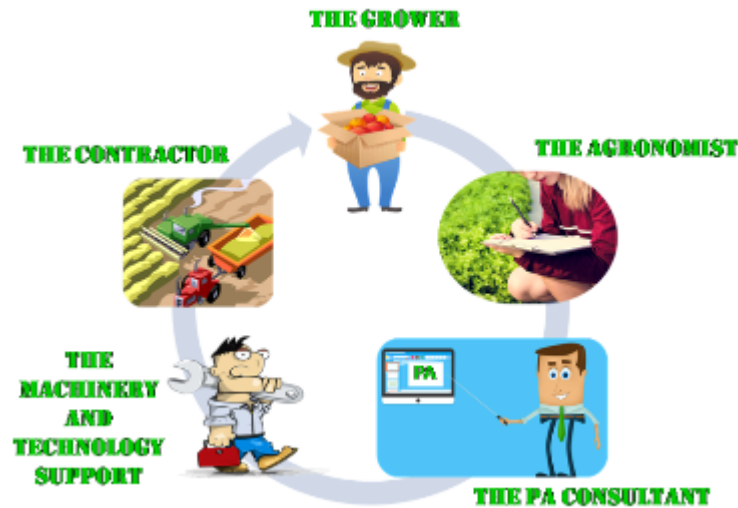 THE GROWER
THE CONTRACTOR
THE AGRONOMIST
PA
THE
MACHINERY
AND
TECHNOLOGY
SUPPORT
THE PA CONSULTANT